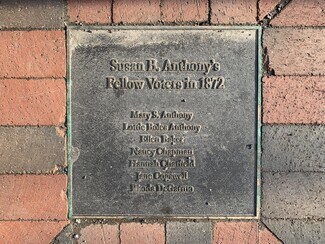 Susan B. Anthony's
Fellow Voters in 1872
Mary S. Anthony
Lottie Bolles Anthony
Ellen Baker
Nancy Chapman
Hannah Chatfield
Jane Cogswell
Rhoda DeGarmo